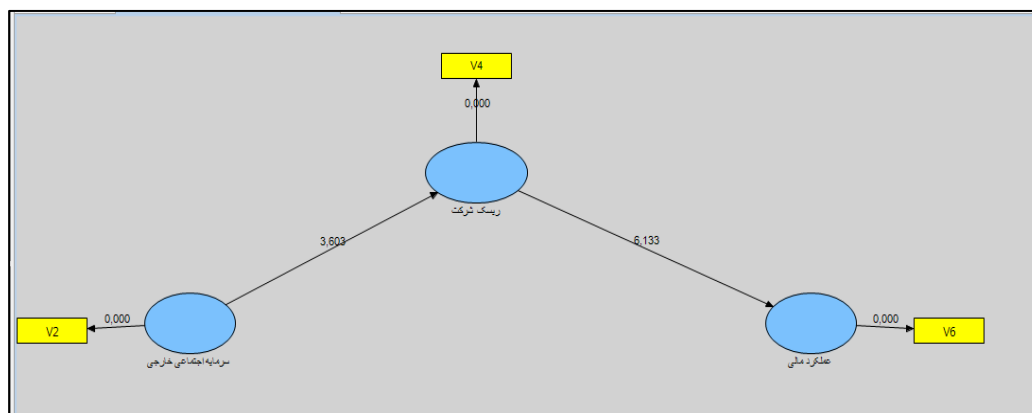 V4
0,000
ریسک شرکت
3,603
6,133
V2
0,000
سرمایه اجتماعی خارجی
0,000
V6
عملکرد مالی